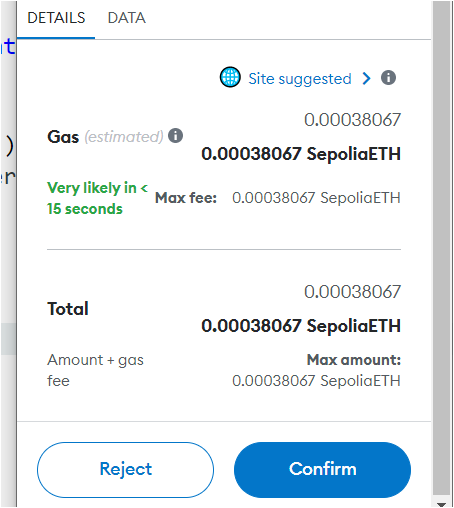 DETAILS DATA
Site suggested
0.00038067
Gas (estimated)
0.00038067 SepoliaETH
Very likely in <
15 seconds
Max fee: 0.00038067 SepoliaETH
0.00038067
Total
0.00038067 SepoliaETH
Amount + gas
fee
Max amount:
0.00038067 SepoliaETH
Reject Confirm